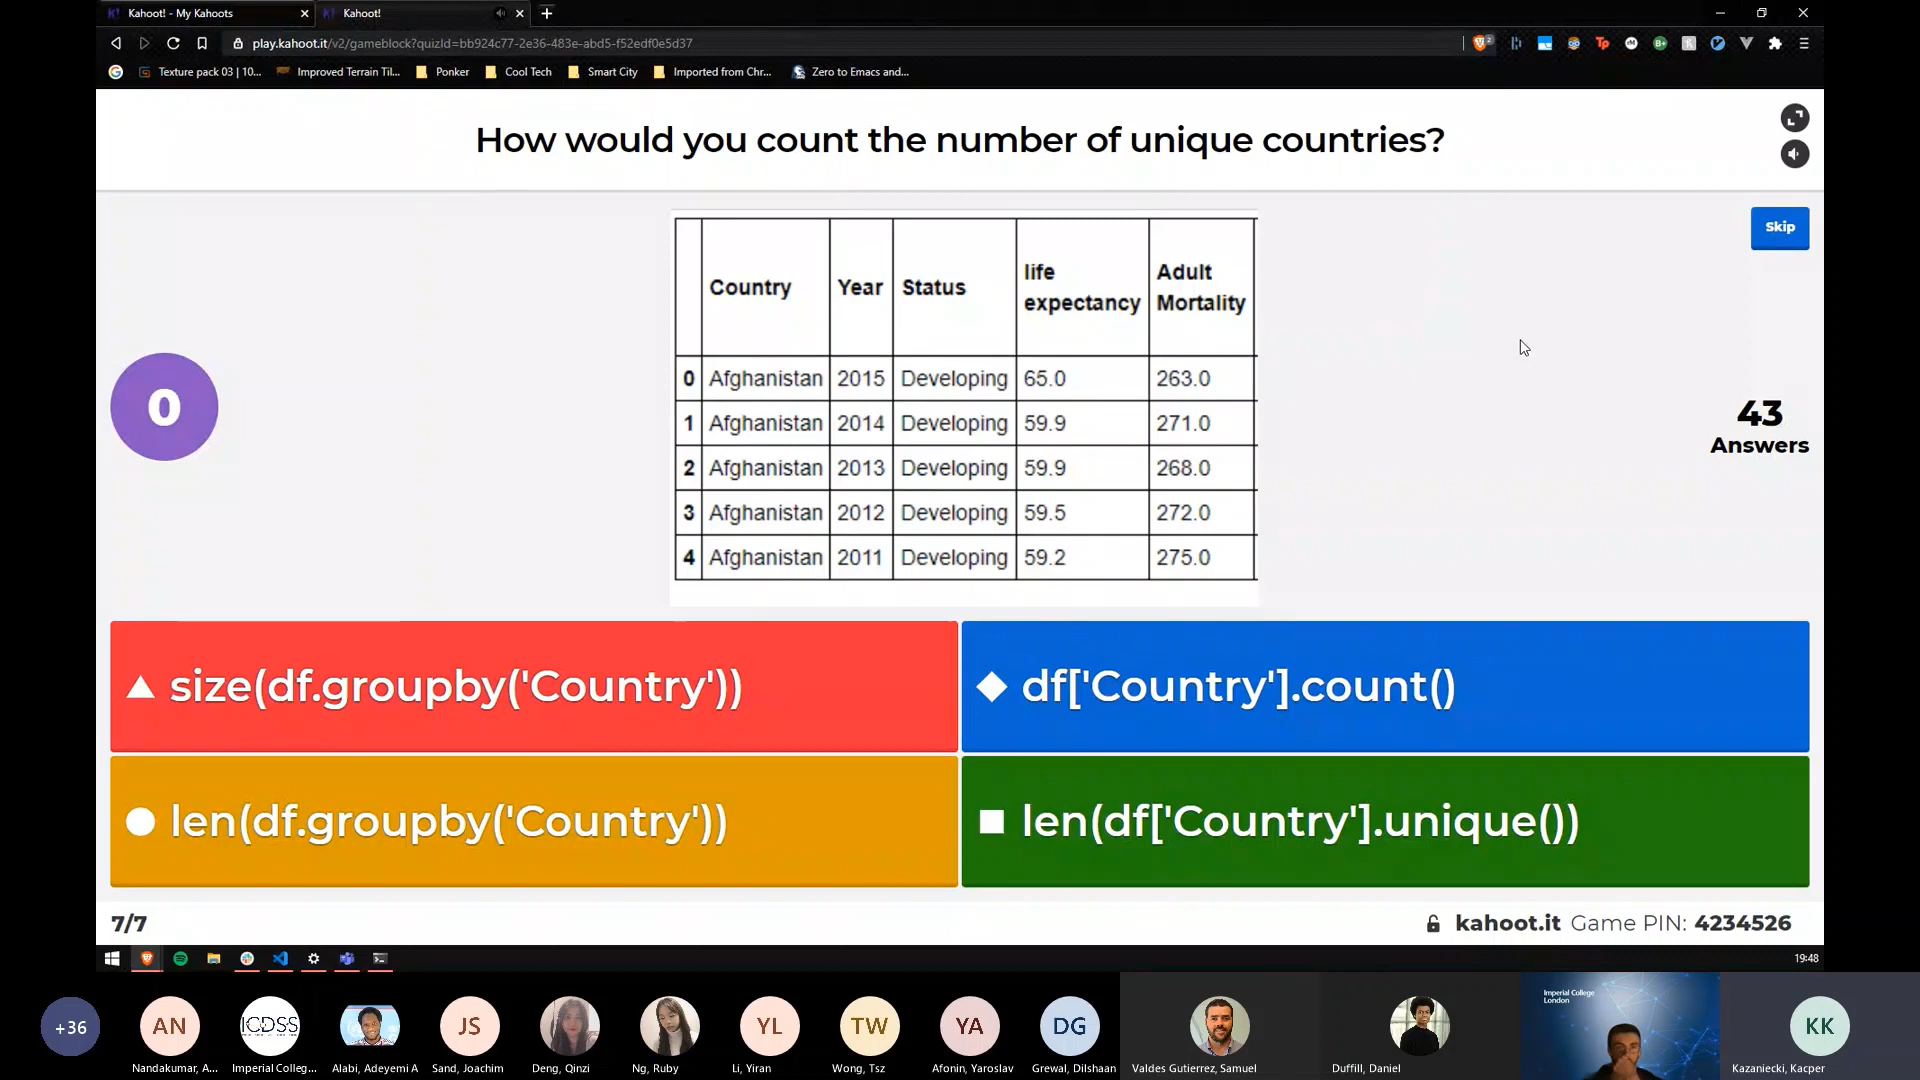 Kahoot! - My Kahoots
Kahoot!
play.kahoot.it/v2/gameblock?quizId=bb924c77-2e36-483e-abd5-f52edf0e5d37
Texture pack 03 | 10...
Improved Terrain Til...
Ponker
Cool Tech
Smart City
Imported from Chr...
Zero to Emacs and...
How would you count the number of unique countries?
Skip
Country Year Status life expectancy Adult Mortality
0 Afghanistan 2015 Developing 65.0 263.0
1 Afghanistan 2014 Developing 59.9 271.0
2 Afghanistan 2013 Developing 59.9 268.0
3 Afghanistan 2012 Developing 59.5 272.0
4 Afghanistan 2011 Developing 59.2 275.0
0
43
Answers
size(df.groupby('Country'))
df['Country'].count()
len(df.groupby('Country'))
len(df['Country'].unique())
7/7
kahoot.it Game PIN: 4234526
19:48
+36
AN
ICDSS
JS
YL
TW
YA
DG
Imperial College
London
KK
Nandakumar, A...
Imperial Colleg...
Alabi, Adeyemi A
Sand, Joachim
Deng, Qinzi
Ng, Ruby
Li, Yiran
Wong, Tsz
Afonin, Yaroslav
Grewal, Dilshaan
Valdes Gutierrez, Samuel
Duffill, Daniel
Kazaniecki, Kacper